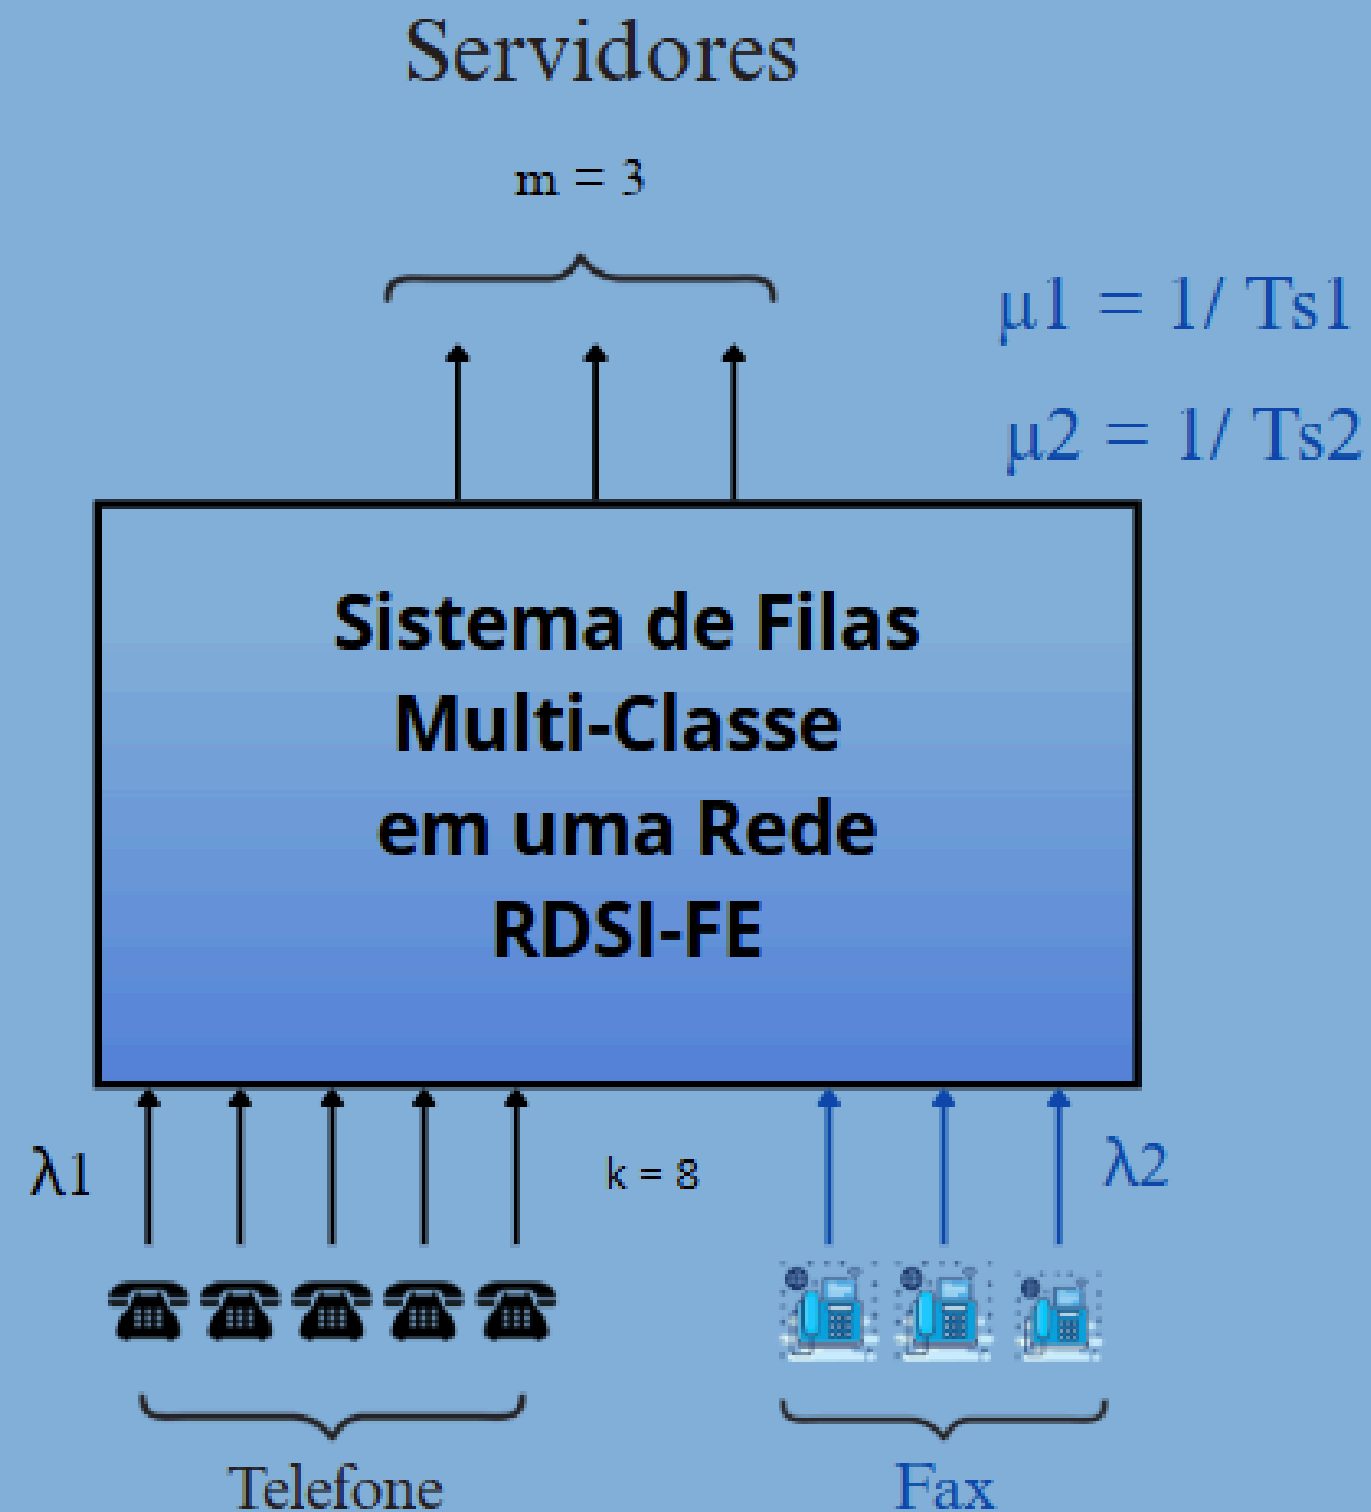 Servidores
m = 3
μ1 = 1/ Ts1
μ2 = 1/ Ts2
Sistema de Filas
Multi-Classe
em uma Rede
RDSI-FE
λ1
k = 8
λ2
Telefone
Fax